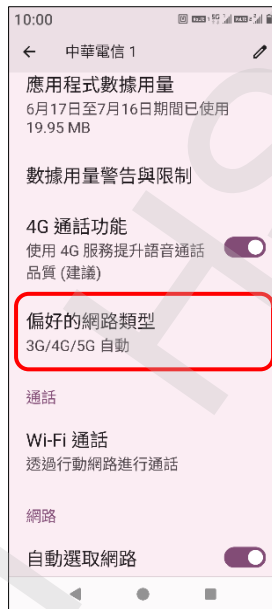 10:00
中華電信 1
應用程式數據用量
6月17日至7月16日期間已使用
19.95 MB
數據用量警告與限制
4G 通話功能
使用 4G 服務提升語音通話
品質 (建議)
偏好的網路類型
3G/4G/5G 自動
通話
Wi-Fi 通話
透過行動網路進行通話
網路
自動選取網路